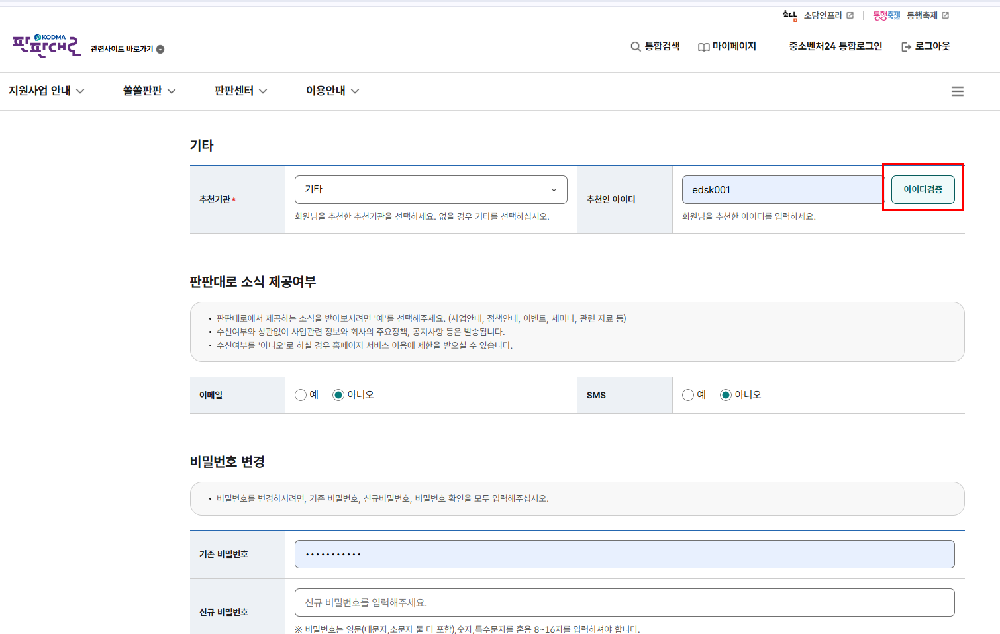 소담 소담인프라 동행축제 동행축제
KODMA
판판대로 관련사이트 바로가기 통합검색 마이페이지 중소벤처24 통합로그인 로그아웃
지원사업 안내 쏠쏠판판 판판센터 이용안내
기타
추천기관* 기타 추천인 아이디 edsk001 아이디검증
회원님을 추천한 추천기관을 선택하세요. 없을 경우 기타를 선택하십시오. 회원님을 추천한 아이디를 입력하세요.
판판대로 소식 제공여부
• 판판대로에서 제공하는 소식을 받아보시려면 '예'를 선택해주세요. (사업안내, 정책안내, 이벤트, 세미나, 관련 자료 등)
• 수신여부와 상관없이 사업관련 정보와 회사의 주요정책, 공지사항 등은 발송됩니다.
• 수신여부를 '아니오'로 하실 경우 홈페이지 서비스 이용에 제한을 받으실 수 있습니다.
이메일 예 아니오 SMS 예 아니오
비밀번호 변경
• 비밀번호를 변경하시려면, 기존 비밀번호, 신규비밀번호, 비밀번호 확인을 모두 입력해주십시오.
기존 비밀번호 •••••••••••
신규 비밀번호 신규 비밀번호를 입력해주세요.
※ 비밀번호는 영문(대문자,소문자 둘 다 포함),숫자,특수문자를 혼용 8~16자를 입력하셔야 합니다.